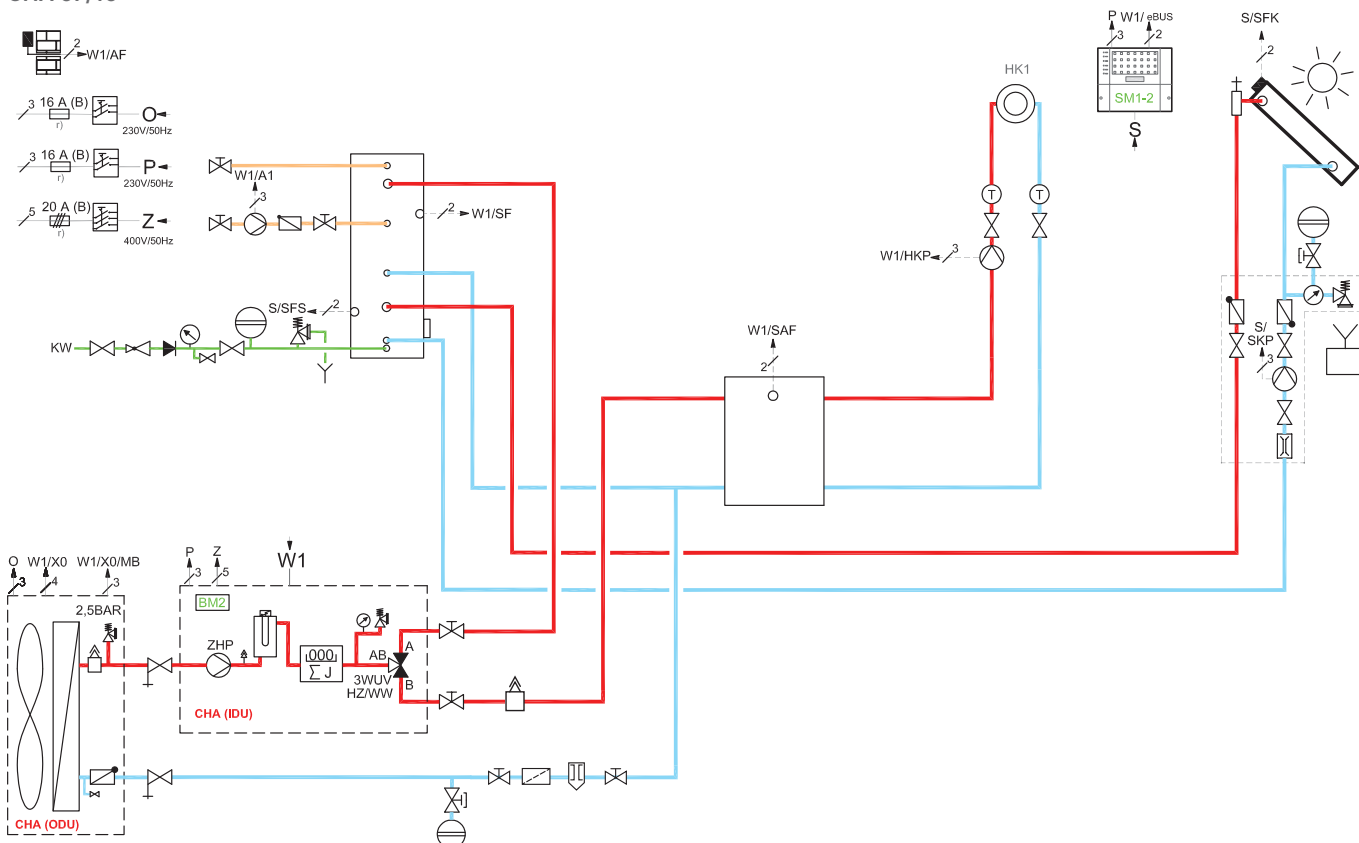 2
W1/AF
3
16 A (B)
r)
O
230V/50Hz
3
16 A (B)
r)
P
230V/50Hz
5
20 A (B)
r)
Z
400V/50Hz
W1/A1
3
2
W1/SF
S/SFS
2
KW
HK1
T
T
W1/HKP
3
P
3
W1/ eBUS
2
SM1-2
S
S/SFK
2
S/
SKP
3
W1/SAF
2
O
3
W1/X0
4
W1/X0/MB
3
2,5BAR
CHA (ODU)
P
3
Z
5
W1
BM2
ZHP
000
Σ J
AB
A
B
3WUV
HZ/WW
CHA (IDU)